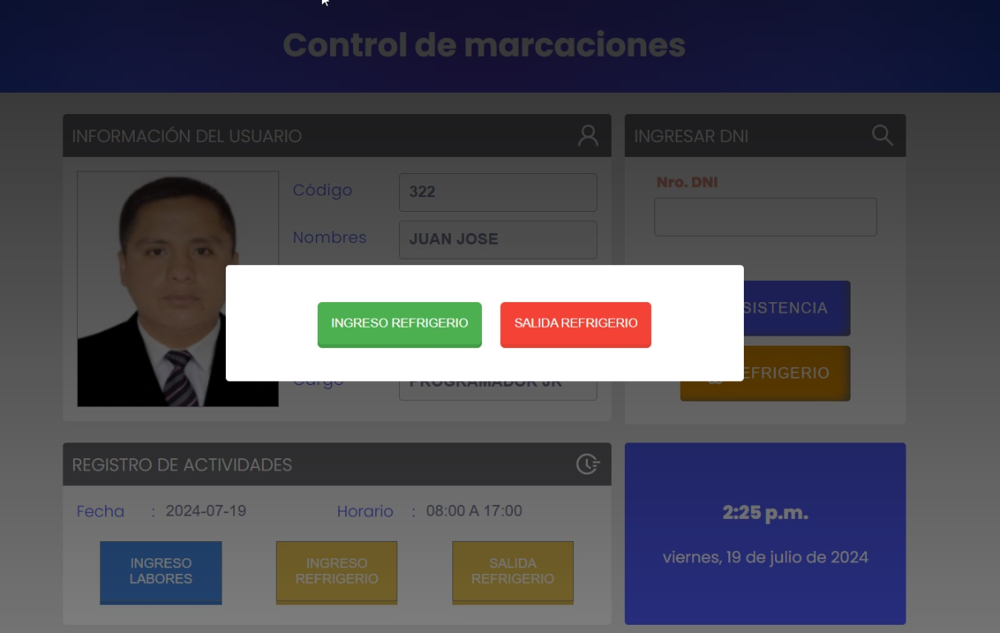 Control de marcaciones
INFORMACIÓN DEL USUARIO
INGRESAR DNI
Código
322
Nombres
JUAN JOSE
Nro. DNI
INGRESO REFRIGERIO
SALIDA REFRIGERIO
SISTENCIA
EFRIGERIO
Cargo
PROGRAMADOR JR
REGISTRO DE ACTIVIDADES
Fecha : 2024-07-19
Horario : 08:00 A 17:00
INGRESO
LABORES
INGRESO
REFRIGERIO
SALIDA
REFRIGERIO
2:25 p.m.
viernes, 19 de julio de 2024